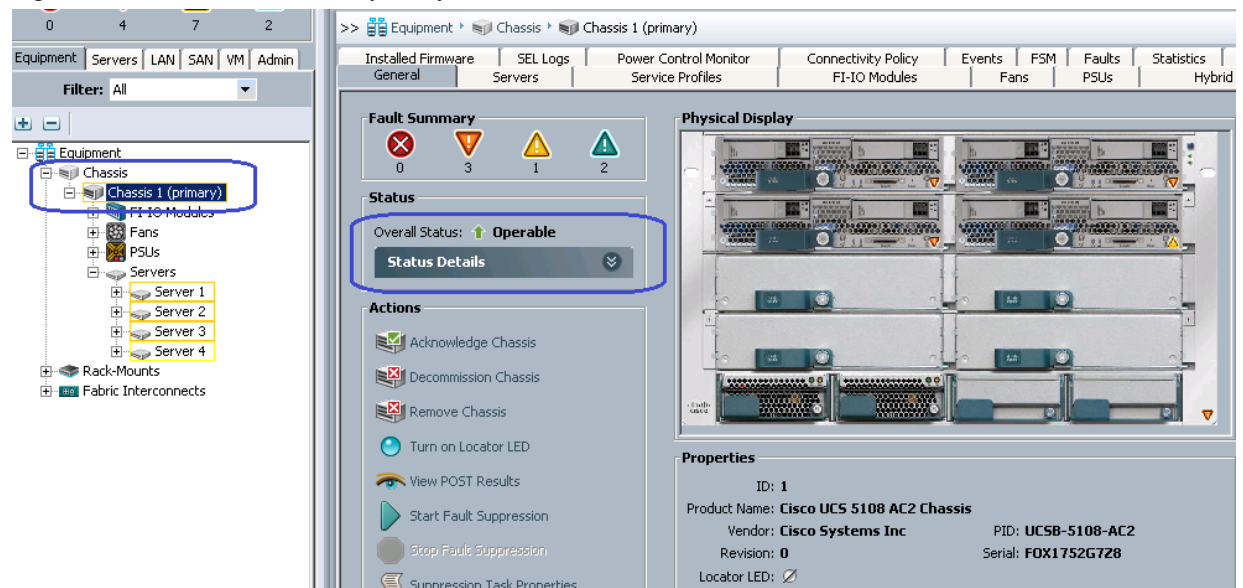 0 4 7 2
>> Equipment Chassis Chassis 1 (primary)
Equipment Servers LAN SAN VM Admin
Filter: All
Installed Firmware SEL Logs Power Control Monitor Connectivity Policy Events FSM Faults Statistics
General Servers Service Profiles FI-IO Modules Fans PSUs Hybrid
Equipment
Chassis
Chassis 1 (primary)
FI-IO Modules
Fans
PSUs
Servers
Server 1
Server 2
Server 3
Server 4
Rack-Mounts
Fabric Interconnects
Fault Summary
0 3 1 2
Status
Overall Status: Operable
Status Details
Actions
Acknowledge Chassis
Decommission Chassis
Remove Chassis
Turn on Locator LED
View POST Results
Start Fault Suppression
Stop Fault Suppression
Suppression Task Properties
Physical Display
Properties
ID: 1
Product Name: Cisco UCS 5108 AC2 Chassis
Vendor: Cisco Systems Inc PID: UCSB-5108-AC2
Revision: 0 Serial: FOX1752G7Z8
Locator LED: